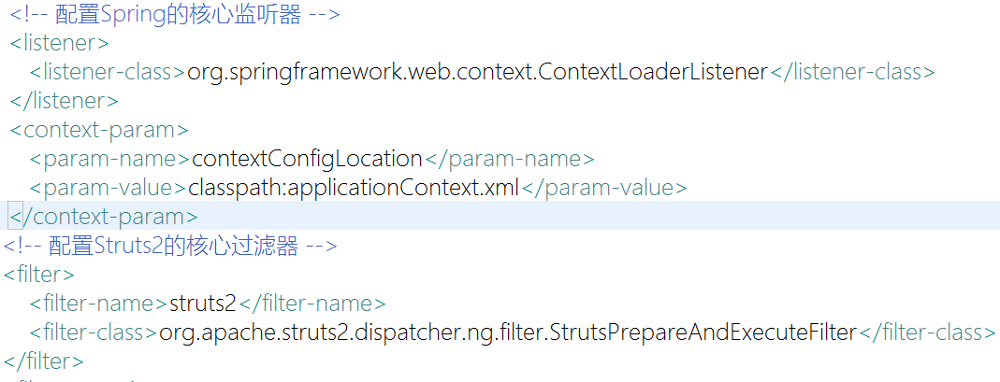 <!-- 配置Spring的核心监听器 -->
<listener>
<listener-class>org.springframework.web.context.ContextLoaderListener</listener-class>
</listener>
<context-param>
<param-name>contextConfigLocation</param-name>
<param-value>classpath:applicationContext.xml</param-value>
</context-param>
<!-- 配置Struts2的核心过滤器 -->
<filter>
<filter-name>struts2</filter-name>
<filter-class>org.apache.struts2.dispatcher.ng.filter.StrutsPrepareAndExecuteFilter</filter-class>
</filter>